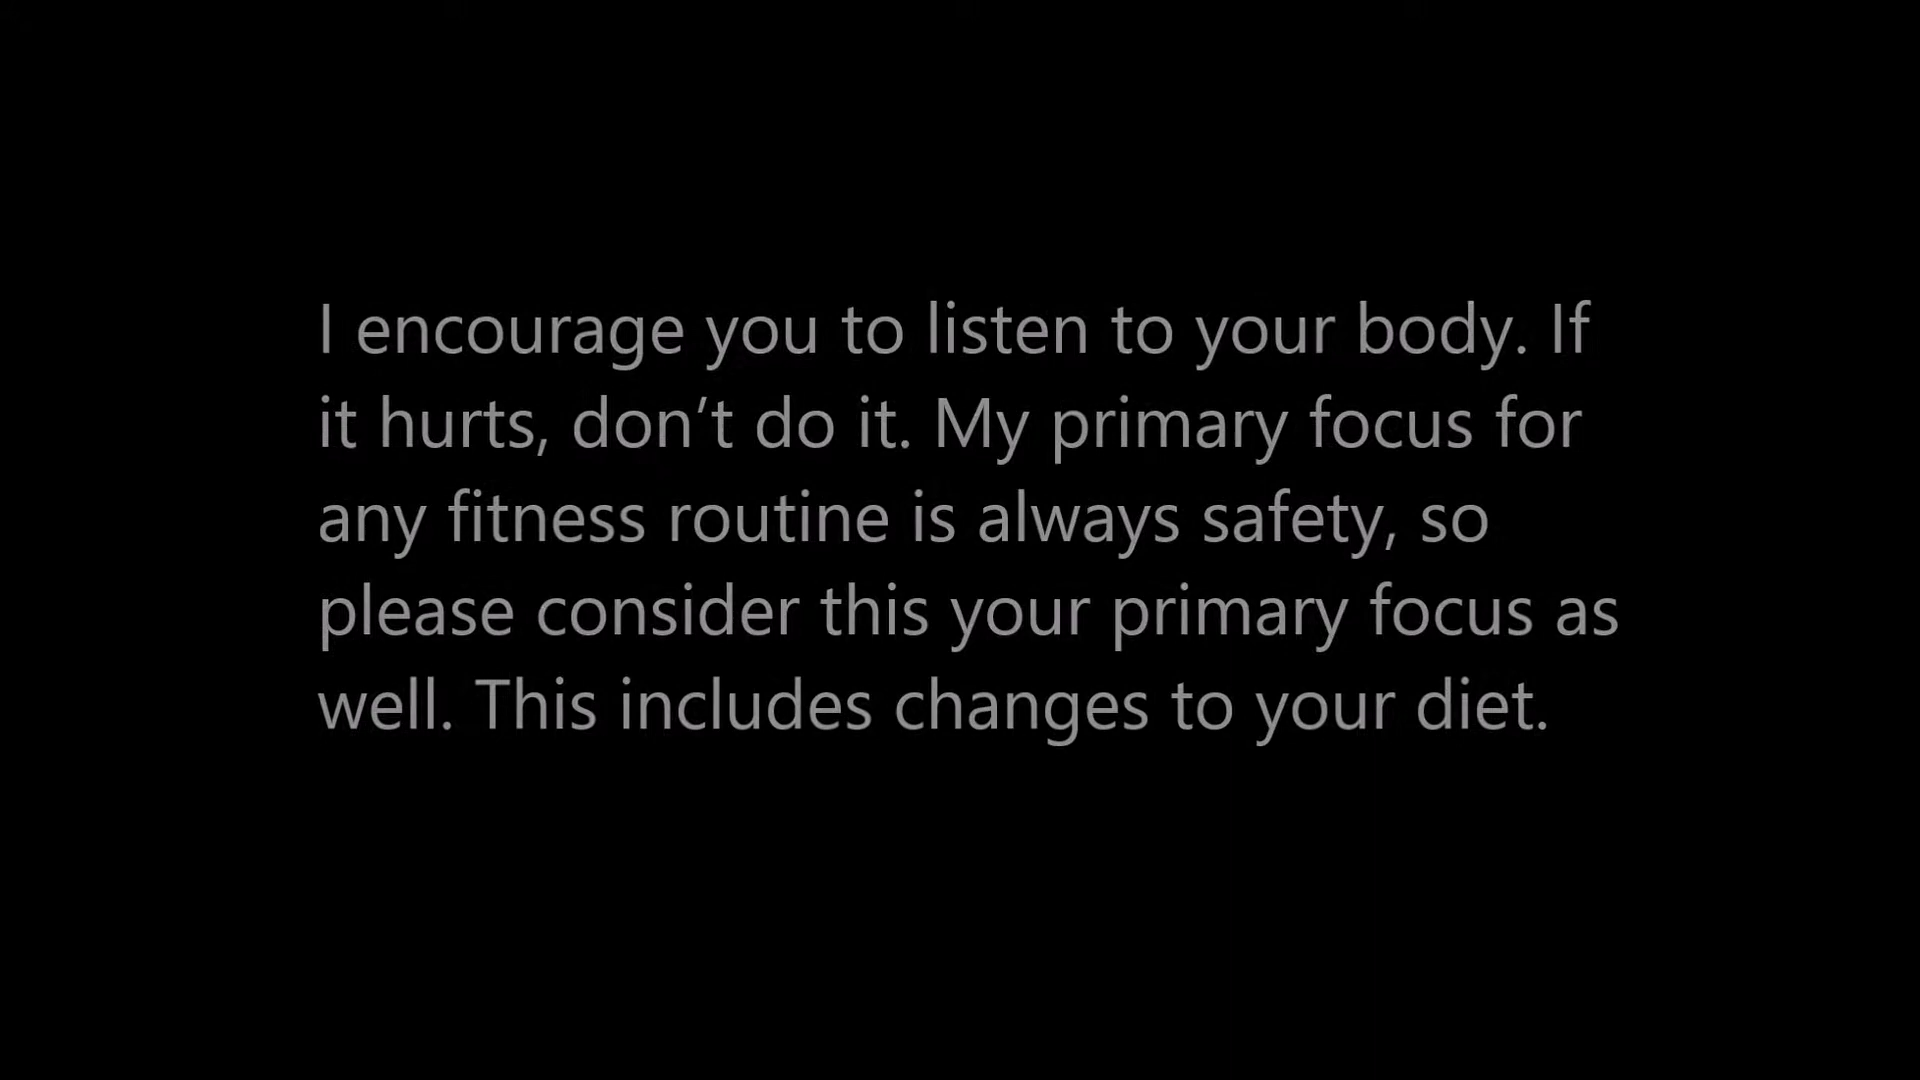 I encourage you to listen to your body. If
it hurts, don’t do it. My primary focus for
any fitness routine is always safety, so
please consider this your primary focus as
well. This includes changes to your diet.